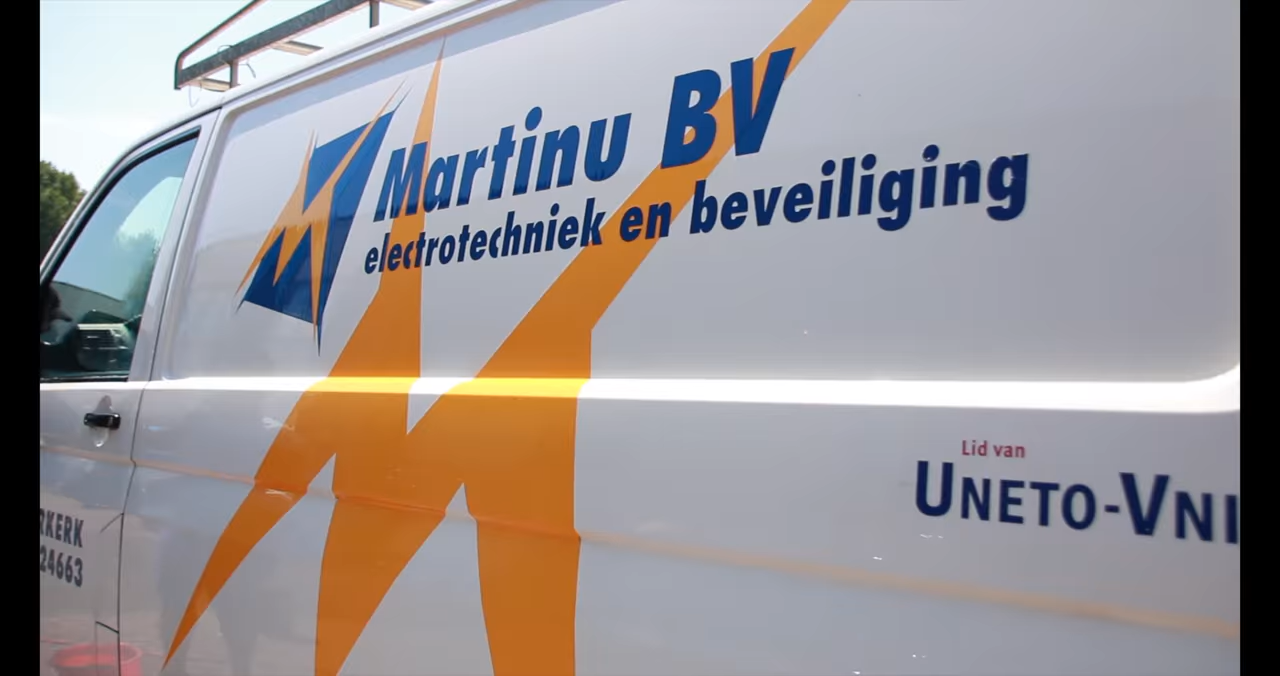 Martinu BV
electrotechniek en beveiliging
Lid van
UNETO-VNI
RKERK
24663